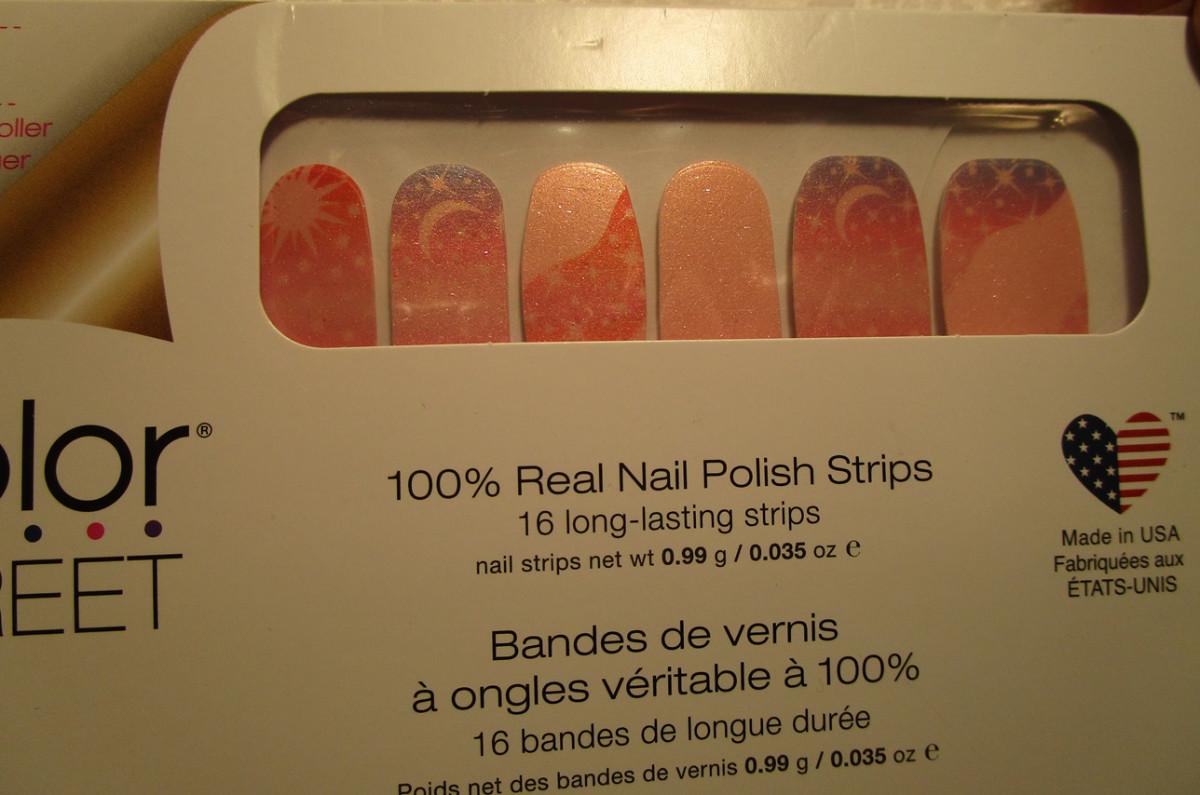 oller
er
olor®
REET
100% Real Nail Polish Strips
16 long-lasting strips
nail strips net wt 0.99 g / 0.035 oz ℮
Bandes de vernis
à ongles véritable à 100%
16 bandes de longue durée
Poids net des bandes de vernis 0.99 g / 0.035 oz ℮
TM
Made in USA
Fabriquées aux
ÉTATS-UNIS